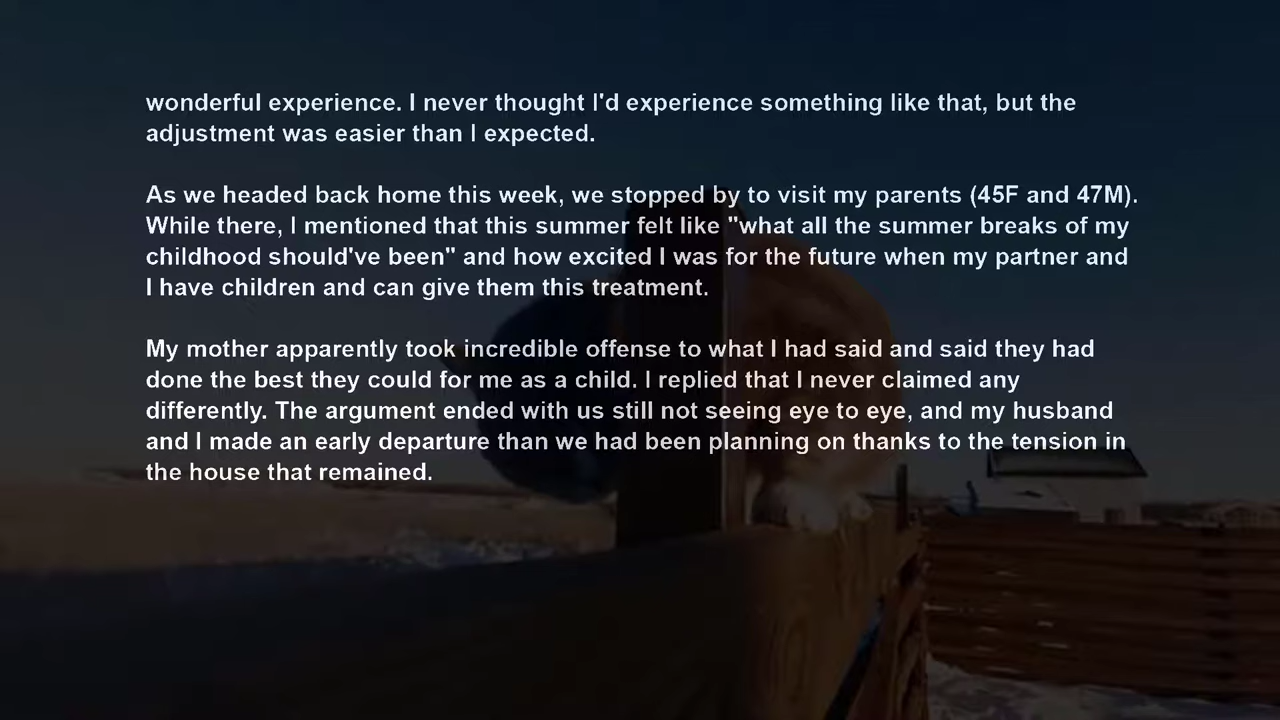 wonderful experience. I never thought I'd experience something like that, but the
adjustment was easier than I expected.
As we headed back home this week, we stopped by to visit my parents (45F and 47M).
While there, I mentioned that this summer felt like "what all the summer breaks of my
childhood should've been" and how excited I was for the future when my partner and
I have children and can give them this treatment.
My mother apparently took incredible offense to what I had said and said they had
done the best they could for me as a child. I replied that I never claimed any
differently. The argument ended with us still not seeing eye to eye, and my husband
and I made an early departure than we had been planning on thanks to the tension in
the house that remained.